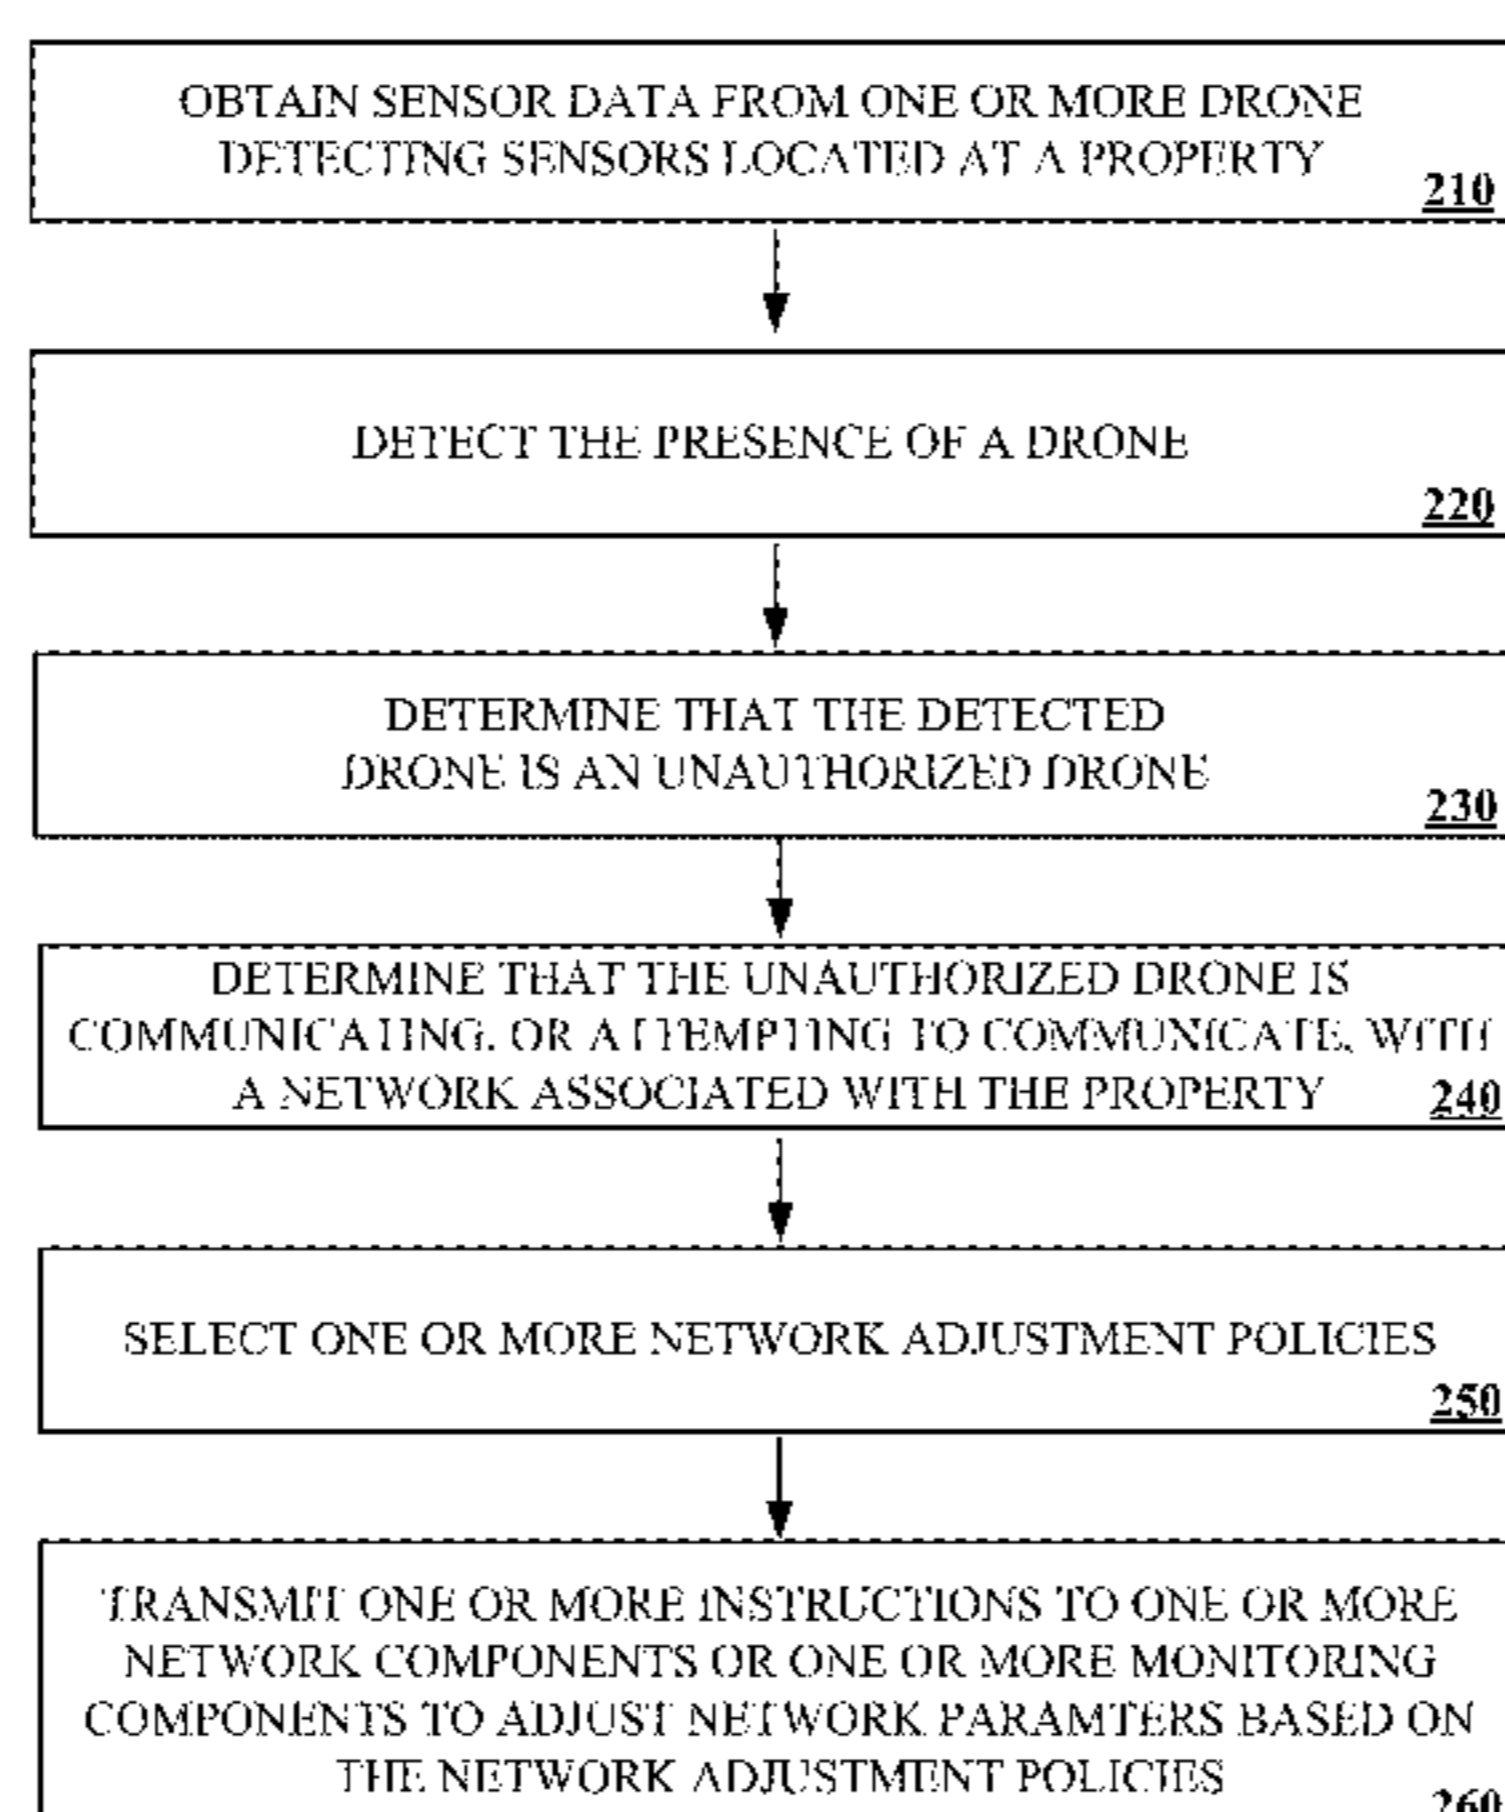 OBTAIN SENSOR DATA FROM ONE OR MORE DRONE
DETECTING SENSORS LOCATED AT A PROPERTY
210
DETECT THE PRESENCE OF A DRONE
220
DETERMINE THAT THE DETECTED
DRONE IS AN UNAUTHORIZED DRONE
230
DETERMINE THAT THE UNAUTHORIZED DRONE IS
COMMUNICATING, OR ATTEMPTING TO COMMUNICATE, WITH
A NETWORK ASSOCIATED WITH THE PROPERTY
240
SELECT ONE OR MORE NETWORK ADJUSTMENT POLICIES
250
TRANSMIT ONE OR MORE INSTRUCTIONS TO ONE OR MORE
NETWORK COMPONENTS OR ONE OR MORE MONITORING
COMPONENTS TO ADJUST NETWORK PARAMTERS BASED ON
THE NETWORK ADJUSTMENT POLICIES
260